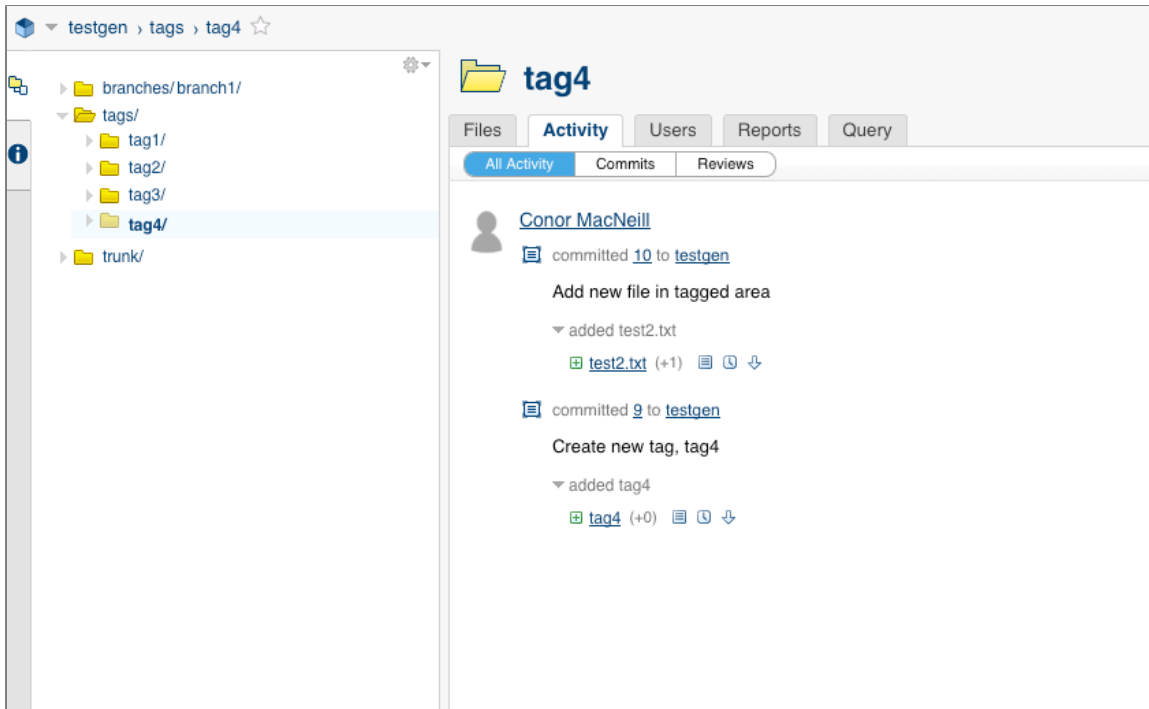 testgen › tags › tag4
branches/branch1/
tags/
tag1/
tag2/
tag3/
tag4/
trunk/
tag4
Files Activity Users Reports Query
All Activity Commits Reviews
Conor MacNeill
committed 10 to testgen
Add new file in tagged area
added test2.txt
test2.txt (+1)
committed 9 to testgen
Create new tag, tag4
added tag4
tag4 (+0)